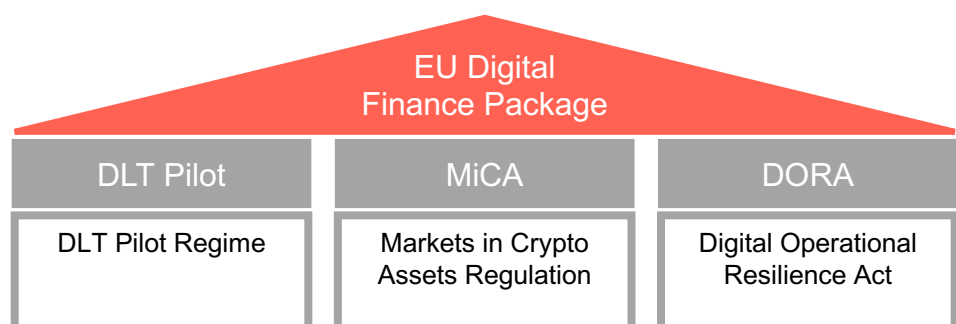 EU Digital
Finance Package
DLT Pilot
MiCA
DORA
DLT Pilot Regime
Markets in Crypto
Assets Regulation
Digital Operational
Resilience Act